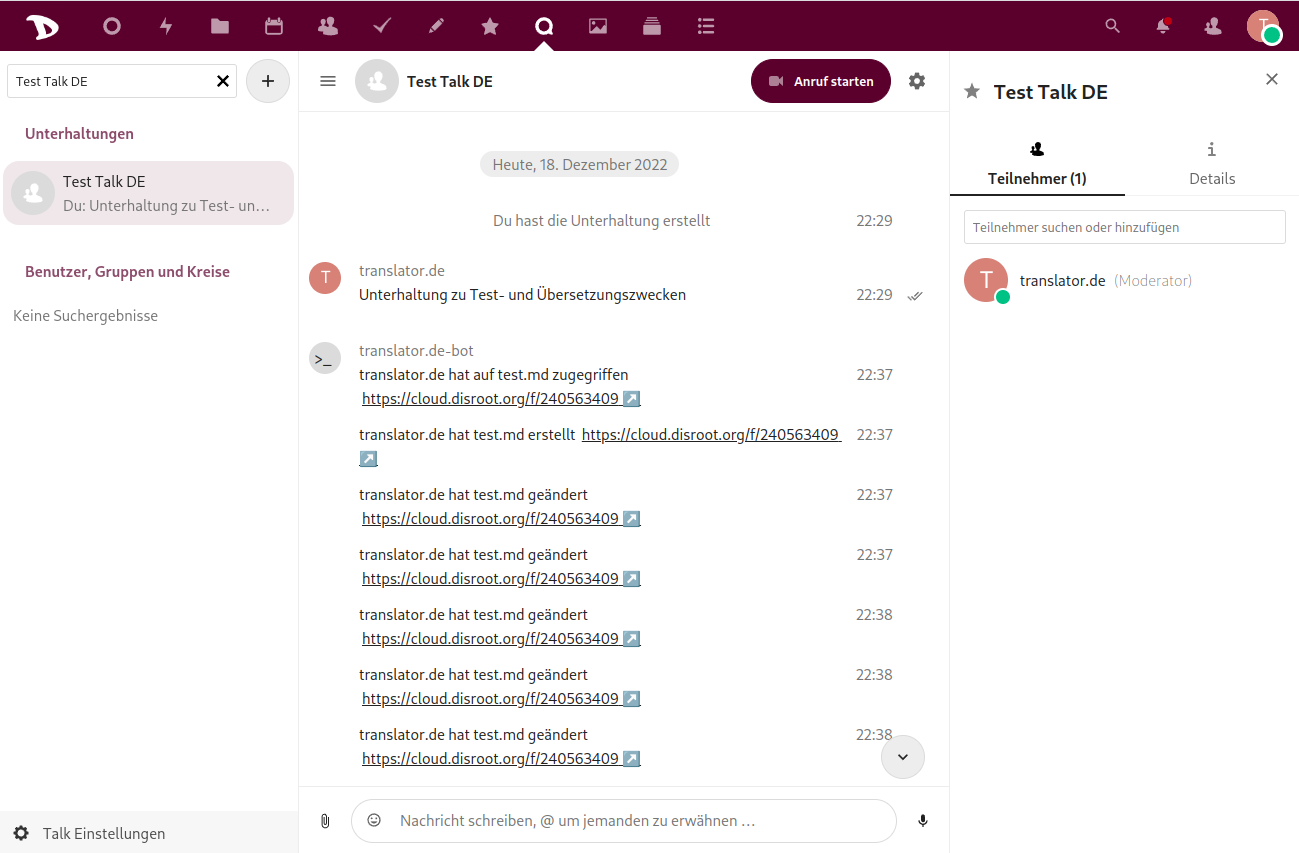 T
Test Talk DE
Unterhaltungen
Test Talk DE
Du: Unterhaltung zu Test- un…
Benutzer, Gruppen und Kreise
Keine Suchergebnisse
Talk Einstellungen
Test Talk DE
Anruf starten
Heute, 18. Dezember 2022
Du hast die Unterhaltung erstellt 22:29
T
translator.de
Unterhaltung zu Test- und Übersetzungszwecken 22:29
>_
translator.de-bot
translator.de hat auf test.md zugegriffen 22:37
https://cloud.disroot.org/f/240563409 ↗
translator.de hat test.md erstellt https://cloud.disroot.org/f/240563409 22:37
↗
translator.de hat test.md geändert 22:37
https://cloud.disroot.org/f/240563409 ↗
translator.de hat test.md geändert 22:37
https://cloud.disroot.org/f/240563409 ↗
translator.de hat test.md geändert 22:38
https://cloud.disroot.org/f/240563409 ↗
translator.de hat test.md geändert 22:38
https://cloud.disroot.org/f/240563409 ↗
translator.de hat test.md geändert 22:38
https://cloud.disroot.org/f/240563409 ↗
Nachricht schreiben, @ um jemanden zu erwähnen …
Test Talk DE
Teilnehmer (1)
Details
Teilnehmer suchen oder hinzufügen
T
translator.de (Moderator)